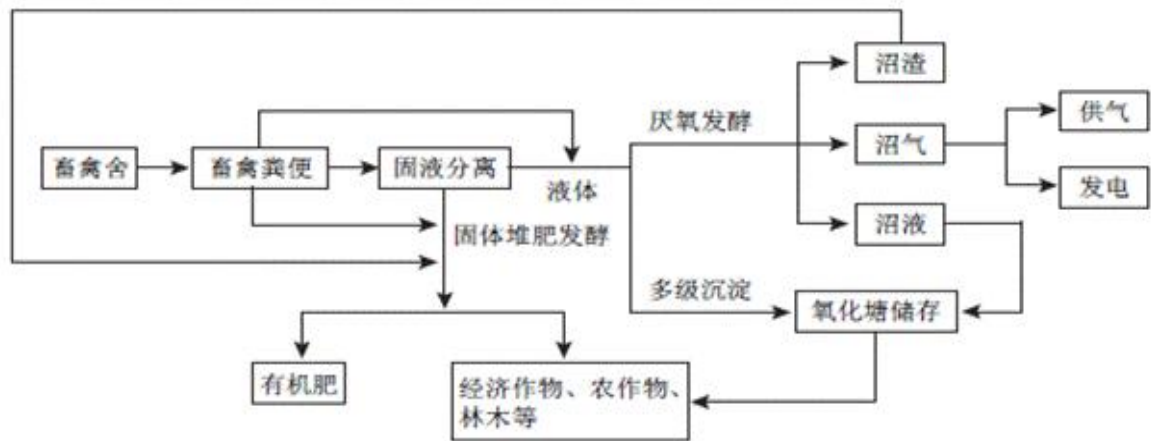 沼渣
供气
厌氧发酵
沼气
畜禽舍
畜禽粪便
固液分离
液体
发电
沼液
固体堆肥发酵
多级沉淀
氧化塘储存
有机肥
经济作物、农作物、
林木等